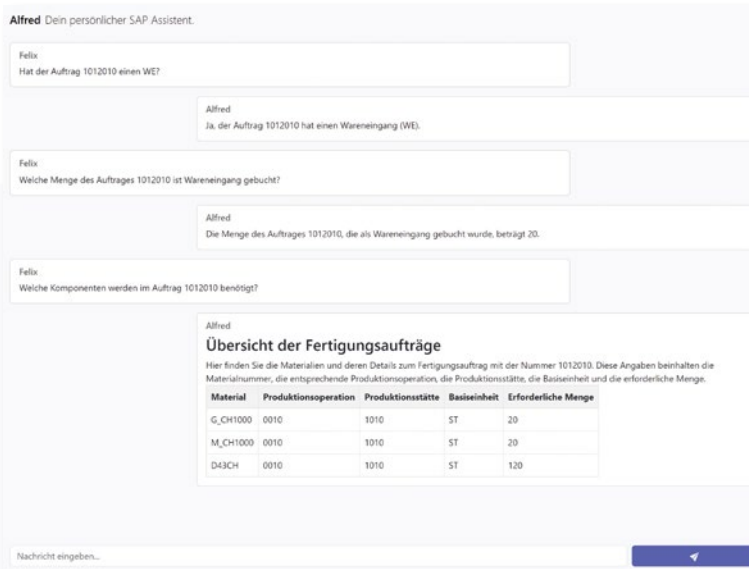 Alfred Dein persönlicher SAP Assistent.
Felix
Hat der Auftrag 1012010 einen WE?
Alfred
Ja, der Auftrag 1012010 hat einen Wareneingang (WE).
Felix
Welche Menge des Auftrages 1012010 ist Wareneingang gebucht?
Alfred
Die Menge des Auftrages 1012010, die als Wareneingang gebucht wurde, beträgt 20.
Felix
Welche Komponenten werden im Auftrag 1012010 benötigt?
Alfred
Übersicht der Fertigungsaufträge
Hier finden Sie die Materialien und deren Details zum Fertigungsauftrag mit der Nummer 1012010. Diese Angaben beinhalten die
Materialnummer, die entsprechende Produktionsoperation, die Produktionsstätte, die Basiseinheit und die erforderliche Menge.
Material Produktionsoperation Produktionsstätte Basiseinheit Erforderliche Menge
G_CH1000 0010 1010 ST 20
M_CH1000 0010 1010 ST 20
D43CH 0010 1010 ST 120
Nachricht eingeben...